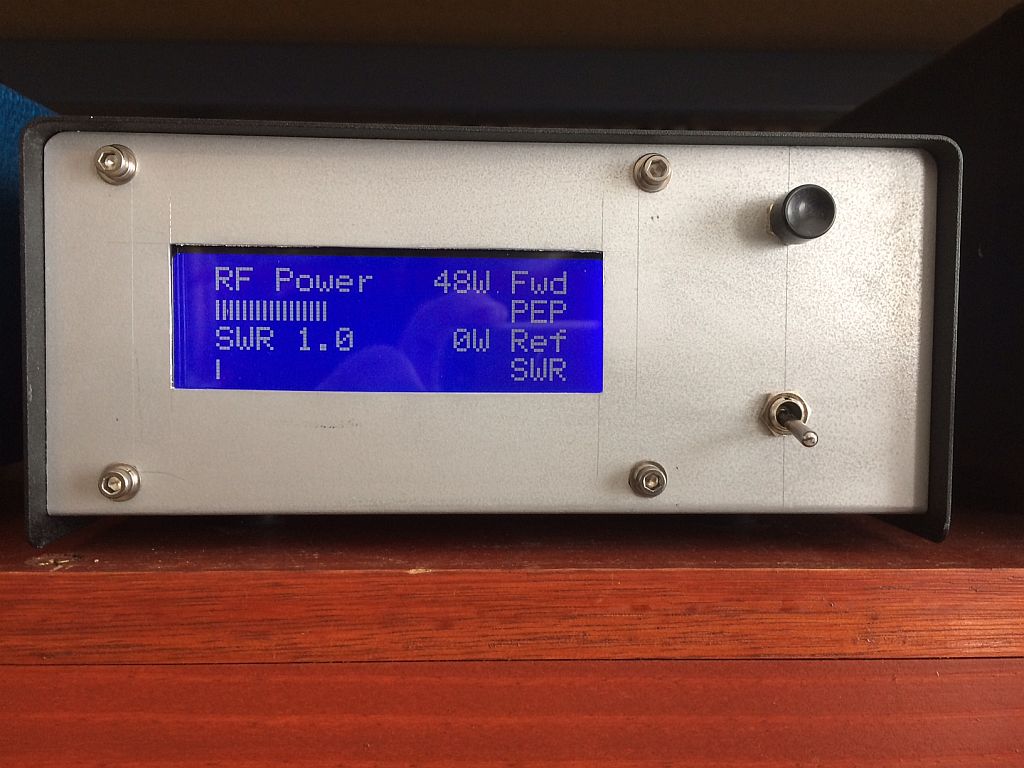 RF Power 48W Fwd
PEP
SWR 1.0 0W Ref
SWR